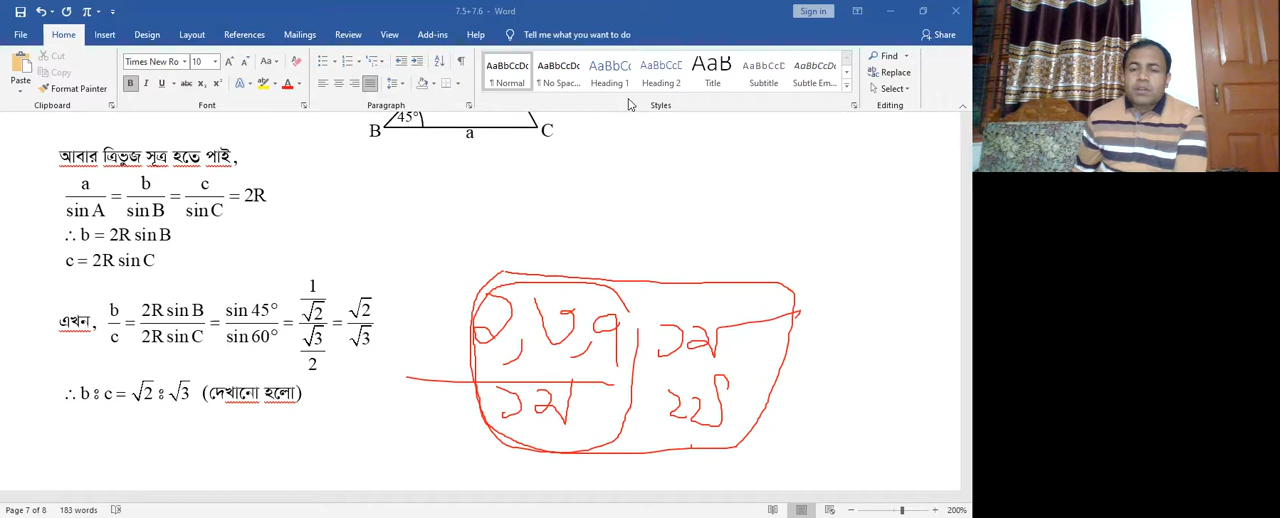 7.5+7.6 - Word
Sign in
File Home Insert Design Layout References Mailings Review View Add-ins Help Tell me what you want to do Share
Paste
Cut
Copy
Format Painter
Clipboard
Times New Ro 10
B I U
Font
Paragraph
AaBbCcDc AaBbCcDc AaBbCc AaBbCcD AaB AaBbCcC AaBbCcDc
¶ Normal ¶ No Spac... Heading 1 Heading 2 Title Subtitle Subtle Em...
Styles
Find
Replace
Select
Editing
45°
B a C
আবার ত্রিভুজ সূত্র হতে পাই,
a/sin A = b/sin B = c/sin C = 2R
∴ b = 2R sin B
c = 2R sin C
এখন, b/c = 2R sin B/2R sin C = sin 45°/sin 60° = (1/√2)/(√3/2) = √2/√3
∴ b : c = √2 : √3 (দেখানো হলো)
Page 7 of 8 183 words
200%